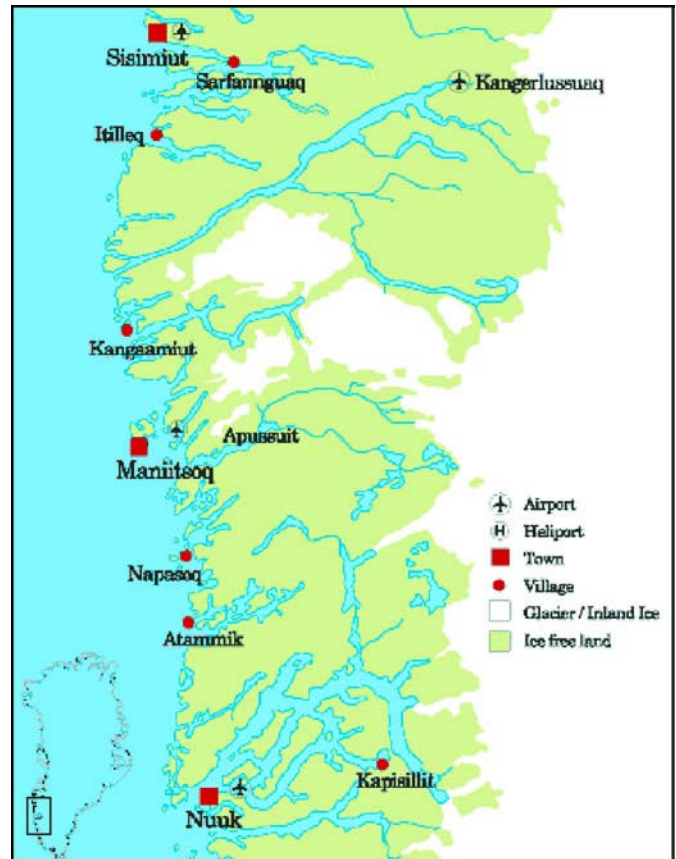 Sisimiut
Sarfannguaq
Kangerlussuaq
Itilleq
Kangaamiut
Apussuit
Maniitsoq
Airport
H Heliport
Town
Napasoq
Village
Glacier / Inland Ice
Atammik
Ice free land
Kapisillit
Nuuk